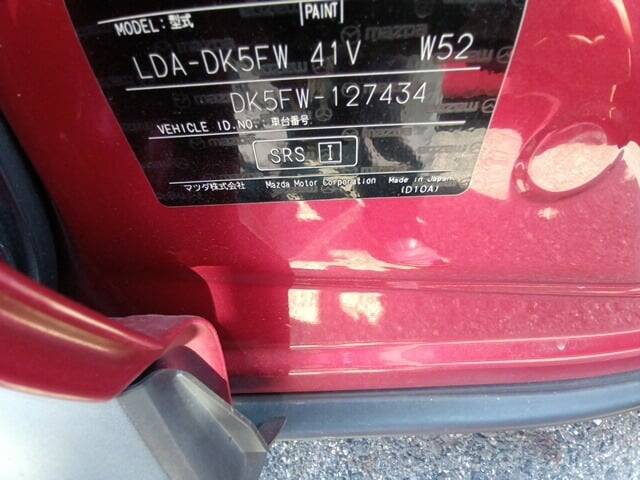 MODEL: 型式
PAINT
LDA-DK5FW 41V W52
DK5FW-127434
VEHICLE ID.NO.: 車台番号
SRS I
マツダ株式会社 Mazda Motor Corporation Made in Japan
(D10A)